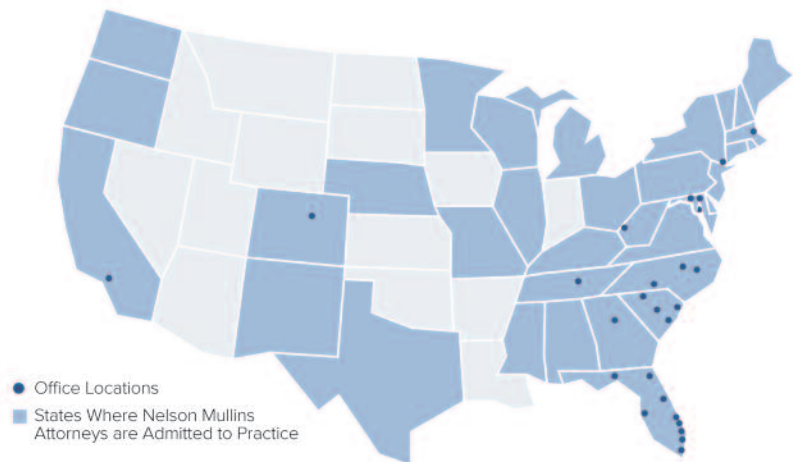 Office Locations
States Where Nelson Mullins
Attorneys are Admitted to Practice